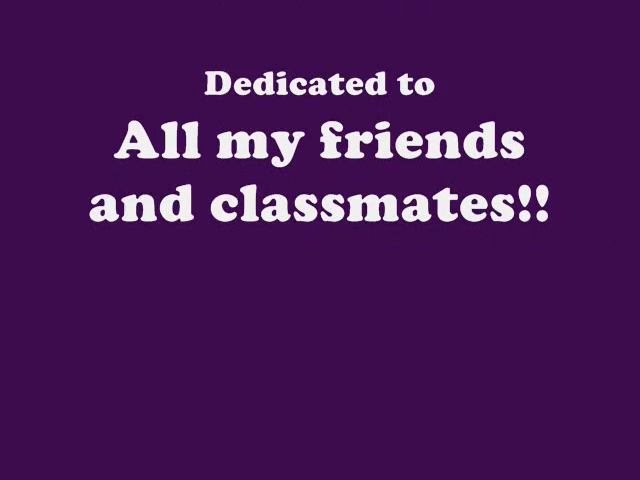 Dedicated to
All my friends
and classmates!!